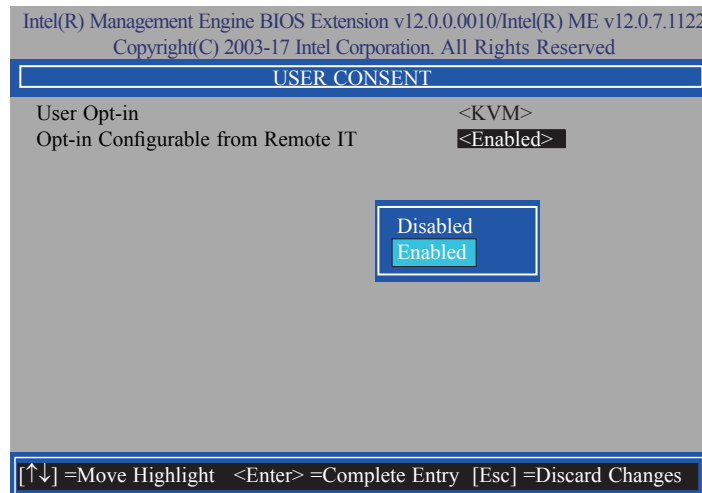 Intel(R) Management Engine BIOS Extension v12.0.0.0010/Intel(R) ME v12.0.7.1122
Copyright(C) 2003-17 Intel Corporation. All Rights Reserved
USER CONSENT
User Opt-in <KVM>
Opt-in Configurable from Remote IT <Enabled>
Disabled
Enabled
[↑↓] =Move Highlight <Enter> =Complete Entry [Esc] =Discard Changes